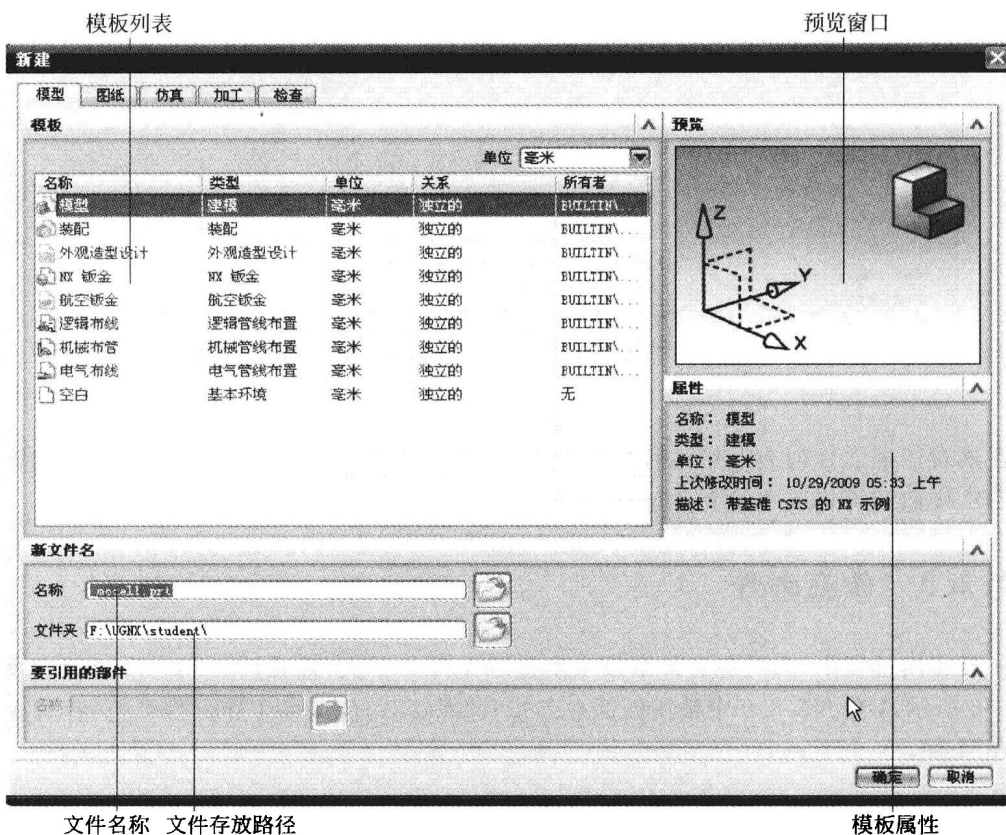 模板列表 预览窗口
新建
模型 图纸 仿真 加工 检查
模板 预览
单位 毫米
名称 类型 单位 关系 所有者
模型 建模 毫米 独立的 BUILTIN\...
装配 装配 毫米 独立的 BUILTIN\...
外观造型设计 外观造型设计 毫米 独立的 BUILTIN\...
NX 钣金 NX 钣金 毫米 独立的 BUILTIN\...
航空钣金 航空钣金 毫米 独立的 BUILTIN\...
逻辑布线 逻辑管线布置 毫米 独立的 BUILTIN\...
机械布管 机械管线布置 毫米 独立的 BUILTIN\...
电气布线 电气管线布置 毫米 独立的 BUILTIN\...
空白 基本环境 毫米 独立的 无
Z
Y
X
属性
名称： 模型
类型： 建模
单位： 毫米
上次修改时间： 10/29/2009 05:33 上午
描述： 带基准 CSYS 的 NX 示例
新文件名
名称
文件夹 F:\UGNX\student\
要引用的部件
名称
确定 取消
文件名称 文件存放路径 模板属性